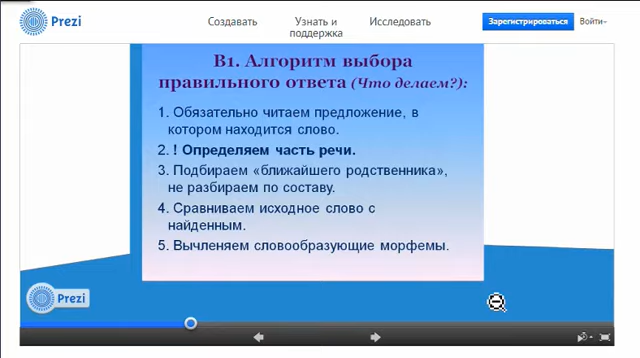 Prezi
Создавать
Узнать и
поддержка
Исследовать
Зарегистрироваться
Войти
В1. Алгоритм выбора
правильного ответа (Что делаем?):
1. Обязательно читаем предложение, в
котором находится слово.
2. ! Определяем часть речи.
3. Подбираем «ближайшего родственника»,
не разбираем по составу.
4. Сравниваем исходное слово с
найденным.
5. Вычленяем словообразующие морфемы.
Prezi